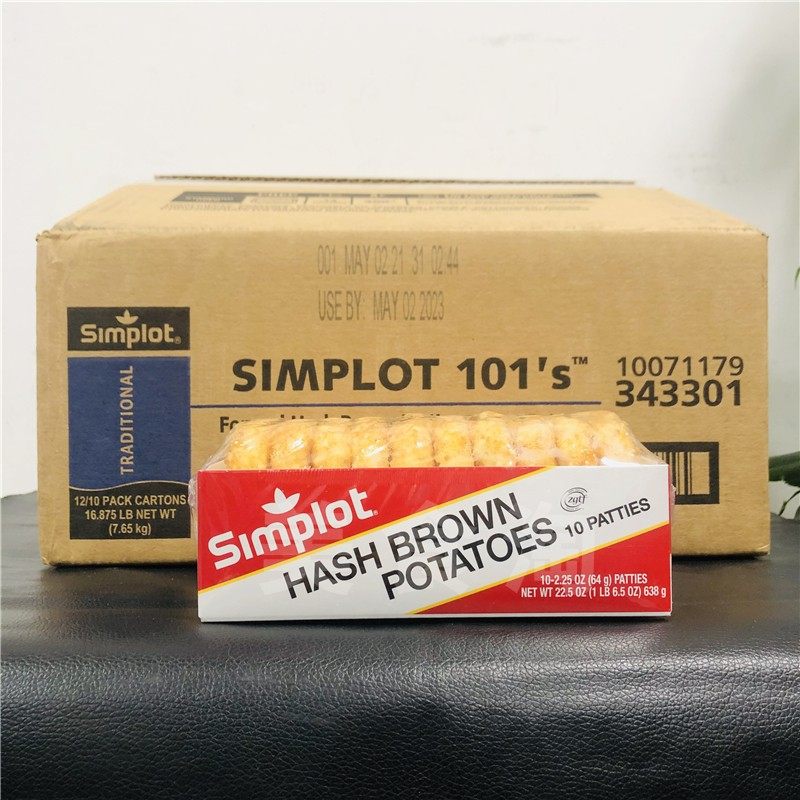 001 MAY 02 21 31 02:44
USE BY: MAY 02 2023
Simplot®
TRADITIONAL
12/10 PACK CARTONS
16.875 LB NET WT
(7.65 kg)
SIMPLOT 101's™
10071179
343301
Simplot®
HASH BROWN
POTATOES 10 PATTIES
zgtf
10-2.25 OZ (64 g) PATTIES
NET WT 22.5 OZ (1 LB 6.5 OZ) 638 g